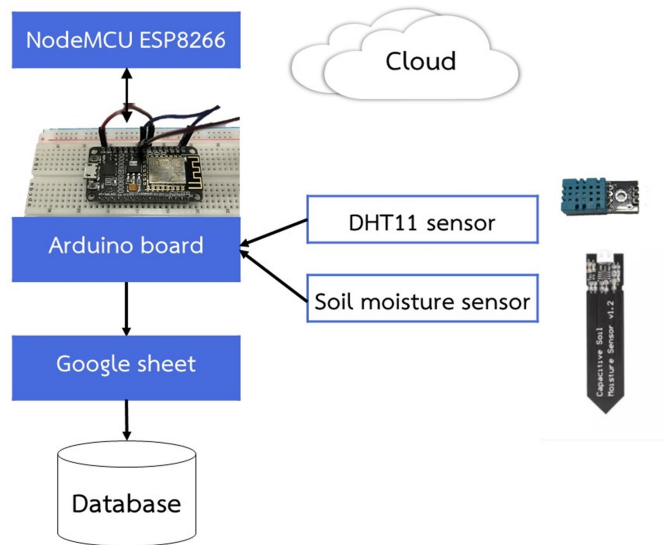 NodeMCU ESP8266
Cloud
Arduino board
DHT11 sensor
Soil moisture sensor
Capacitive Soil
Moisture Sensor v1.2
Google sheet
Database